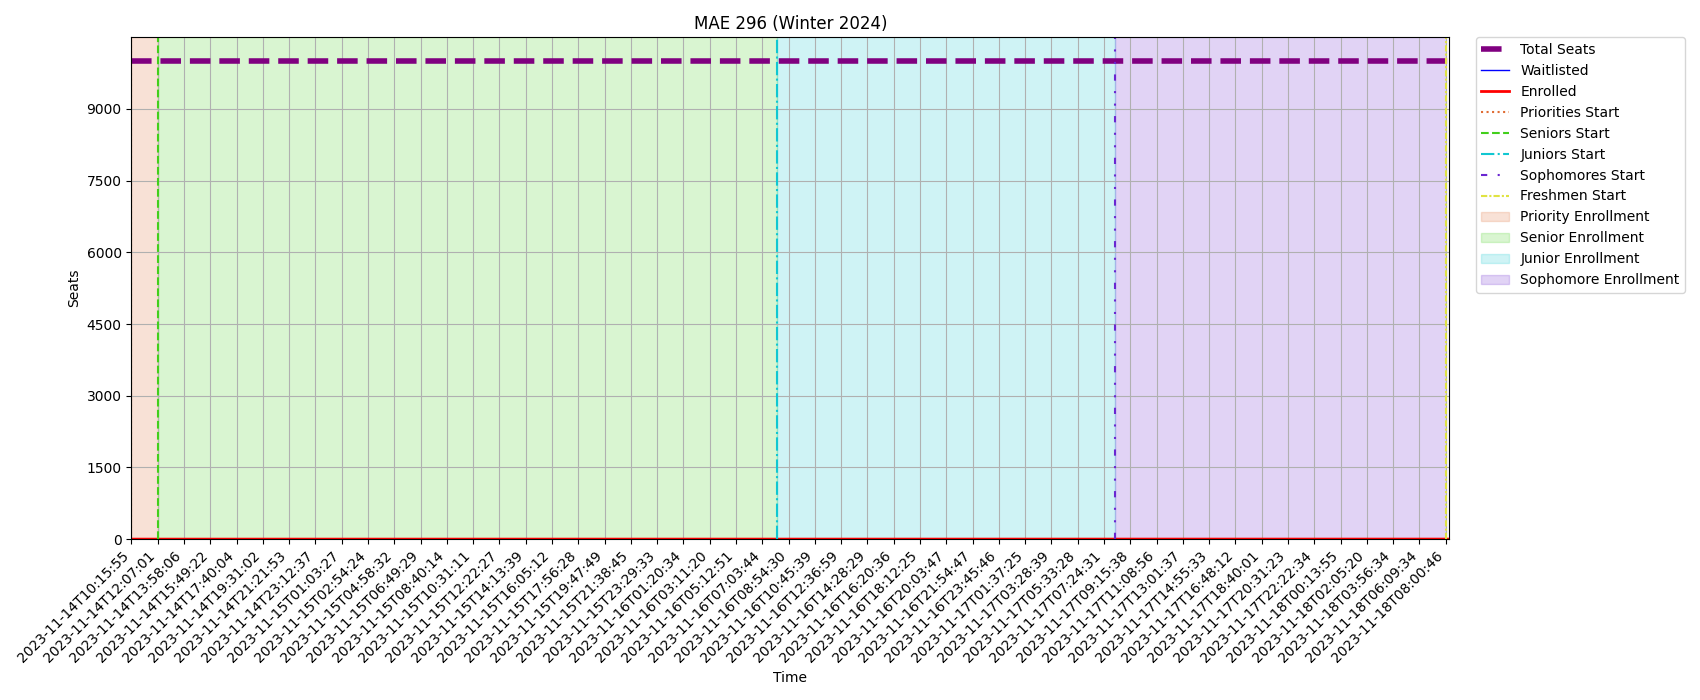 MAE 296 (Winter 2024)
Seats
9000
7500
6000
4500
3000
1500
0
2023-11-14T10:15:55
2023-11-14T12:07:01
2023-11-14T13:58:06
2023-11-14T15:49:22
2023-11-14T17:40:04
2023-11-14T19:31:02
2023-11-14T21:21:53
2023-11-14T23:12:37
2023-11-15T01:03:27
2023-11-15T02:54:24
2023-11-15T04:58:32
2023-11-15T06:49:29
2023-11-15T08:40:14
2023-11-15T10:31:11
2023-11-15T12:22:27
2023-11-15T14:13:39
2023-11-15T16:05:12
2023-11-15T17:56:28
2023-11-15T19:47:49
2023-11-15T21:38:45
2023-11-15T23:29:33
2023-11-16T01:20:34
2023-11-16T03:11:20
2023-11-16T05:12:51
2023-11-16T07:03:44
2023-11-16T08:54:30
2023-11-16T10:45:39
2023-11-16T12:36:59
2023-11-16T14:28:29
2023-11-16T16:20:36
2023-11-16T18:12:25
2023-11-16T20:03:47
2023-11-16T21:54:47
2023-11-16T23:45:46
2023-11-17T01:37:25
2023-11-17T03:28:39
2023-11-17T05:33:28
2023-11-17T07:24:31
2023-11-17T09:15:38
2023-11-17T11:08:56
2023-11-17T13:01:37
2023-11-17T14:55:33
2023-11-17T16:48:12
2023-11-17T18:40:01
2023-11-17T20:31:23
2023-11-17T22:22:34
2023-11-18T00:13:55
2023-11-18T02:05:20
2023-11-18T03:56:34
2023-11-18T06:09:34
2023-11-18T08:00:46
Time
Total Seats
Waitlisted
Enrolled
Priorities Start
Seniors Start
Juniors Start
Sophomores Start
Freshmen Start
Priority Enrollment
Senior Enrollment
Junior Enrollment
Sophomore Enrollment